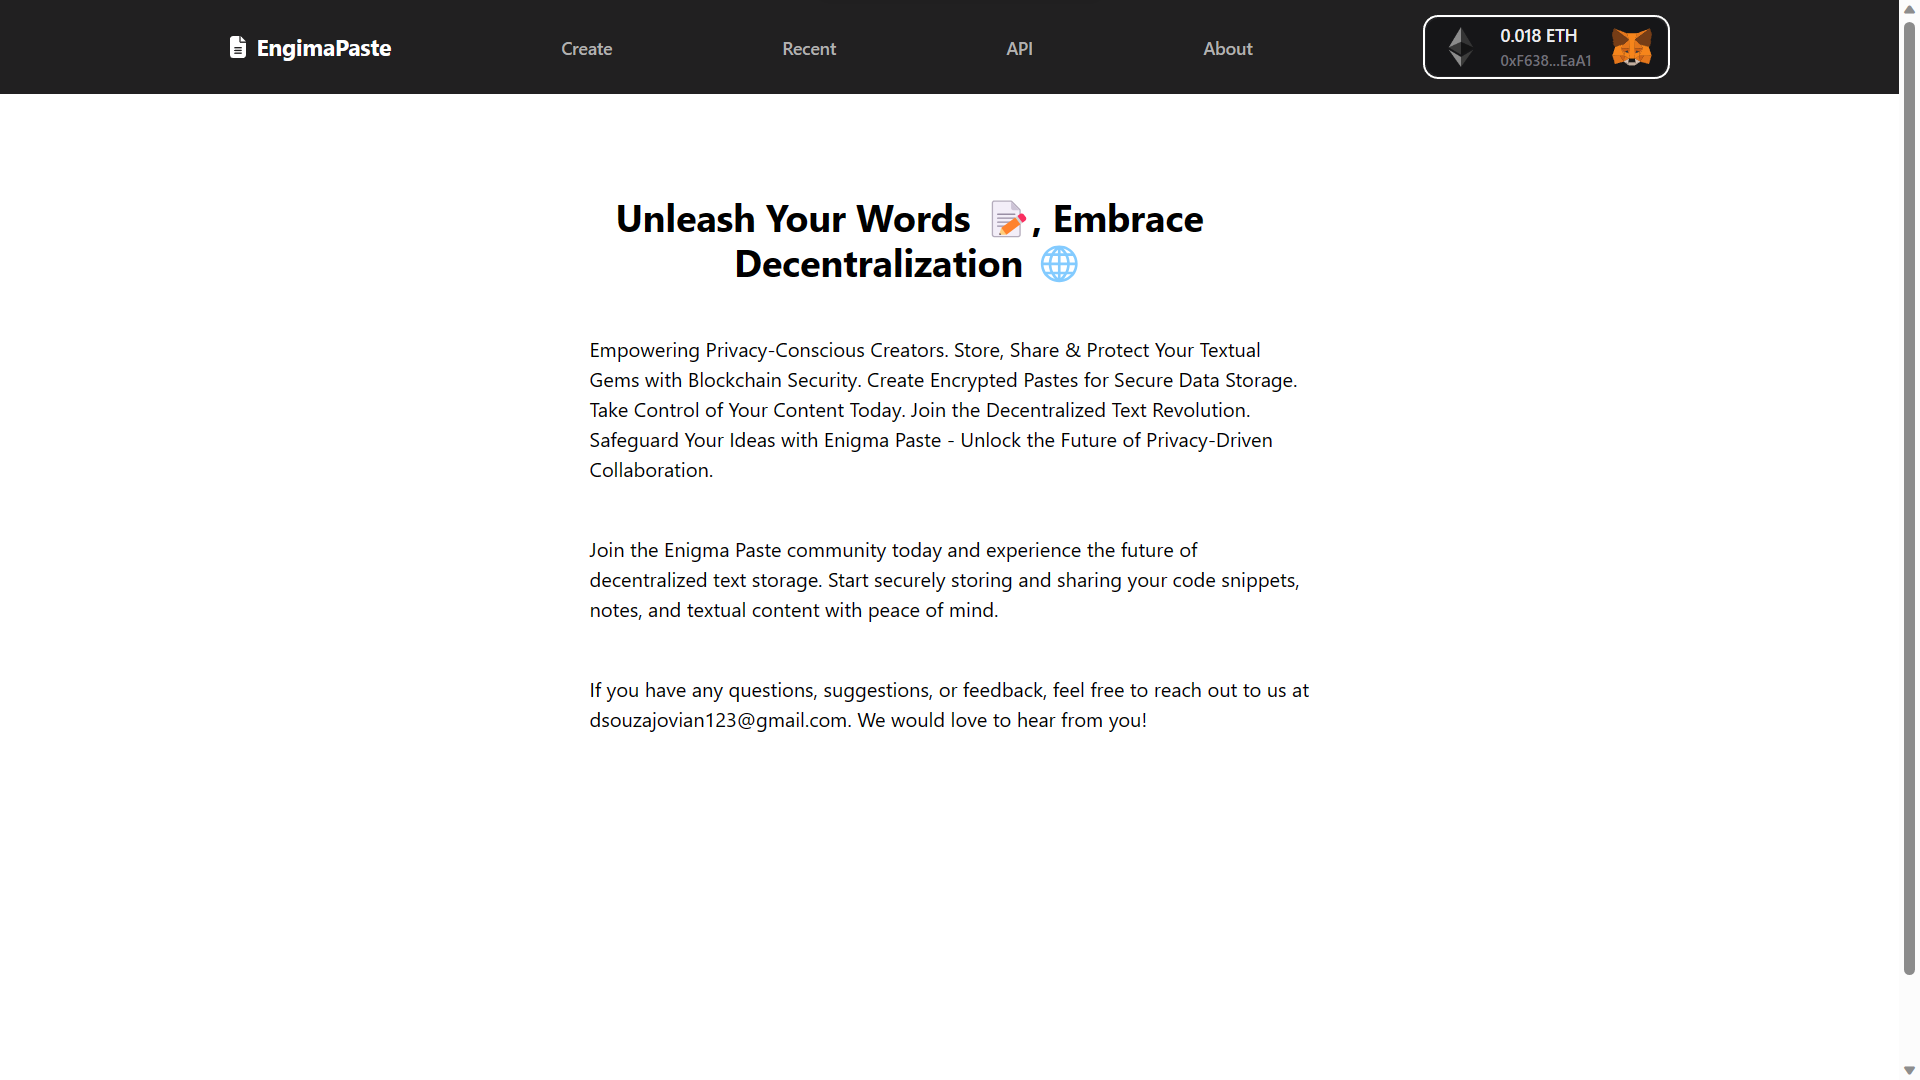 EngimaPaste
Create
Recent
API
About
0.018 ETH
0xF638...EaA1
Unleash Your Words 📝, Embrace
Decentralization 🌐
Empowering Privacy-Conscious Creators. Store, Share & Protect Your Textual
Gems with Blockchain Security. Create Encrypted Pastes for Secure Data Storage.
Take Control of Your Content Today. Join the Decentralized Text Revolution.
Safeguard Your Ideas with Enigma Paste - Unlock the Future of Privacy-Driven
Collaboration.
Join the Enigma Paste community today and experience the future of
decentralized text storage. Start securely storing and sharing your code snippets,
notes, and textual content with peace of mind.
If you have any questions, suggestions, or feedback, feel free to reach out to us at
dsouzajovian123@gmail.com. We would love to hear from you!